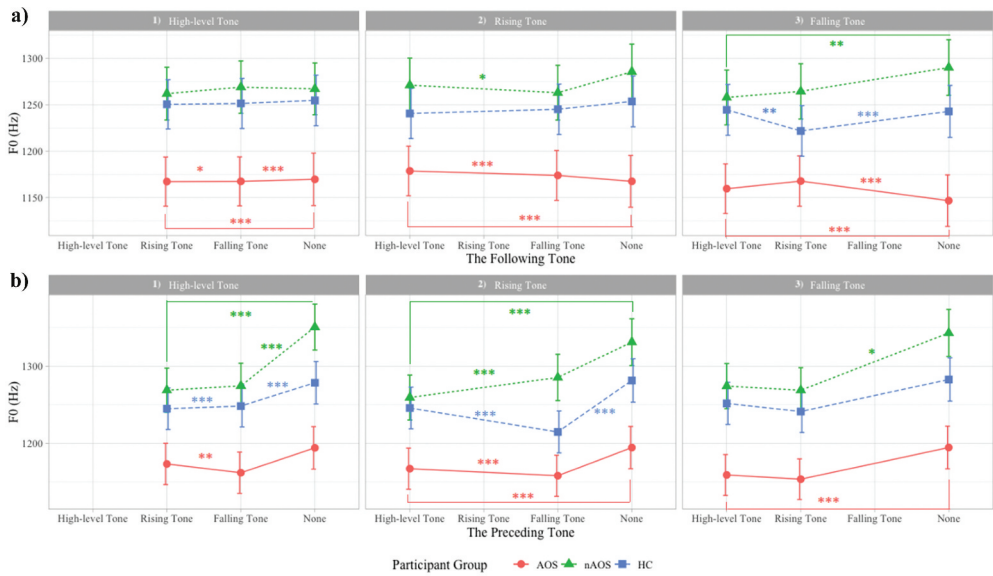 a)
1) High-level Tone
2) Rising Tone
3) Falling Tone
F0 (Hz)
1300
1250
1200
1150
** 
*
**
***
* ***
***
***
***
***
High-level Tone Rising Tone Falling Tone None
High-level Tone Rising Tone Falling Tone None
High-level Tone Rising Tone Falling Tone None
The Following Tone
b)
1) High-level Tone
2) Rising Tone
3) Falling Tone
F0 (Hz)
1300
1200
***
***
***
*
***
***
***
***
***
**
***
***
***
High-level Tone Rising Tone Falling Tone None
High-level Tone Rising Tone Falling Tone None
High-level Tone Rising Tone Falling Tone None
The Preceding Tone
Participant Group AOS nAOS HC